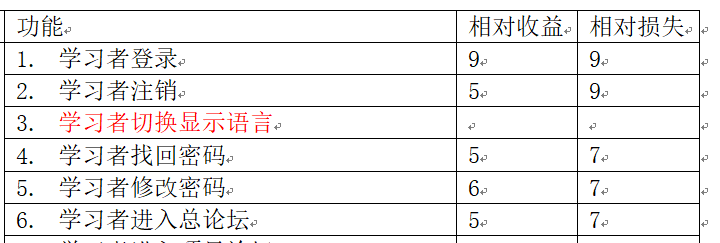 功能 相对收益 相对损失
1. 学习者登录 9 9
2. 学习者注销 5 9
3. 学习者切换显示语言
4. 学习者找回密码 5 7
5. 学习者修改密码 6 7
6. 学习者进入总论坛 5 7